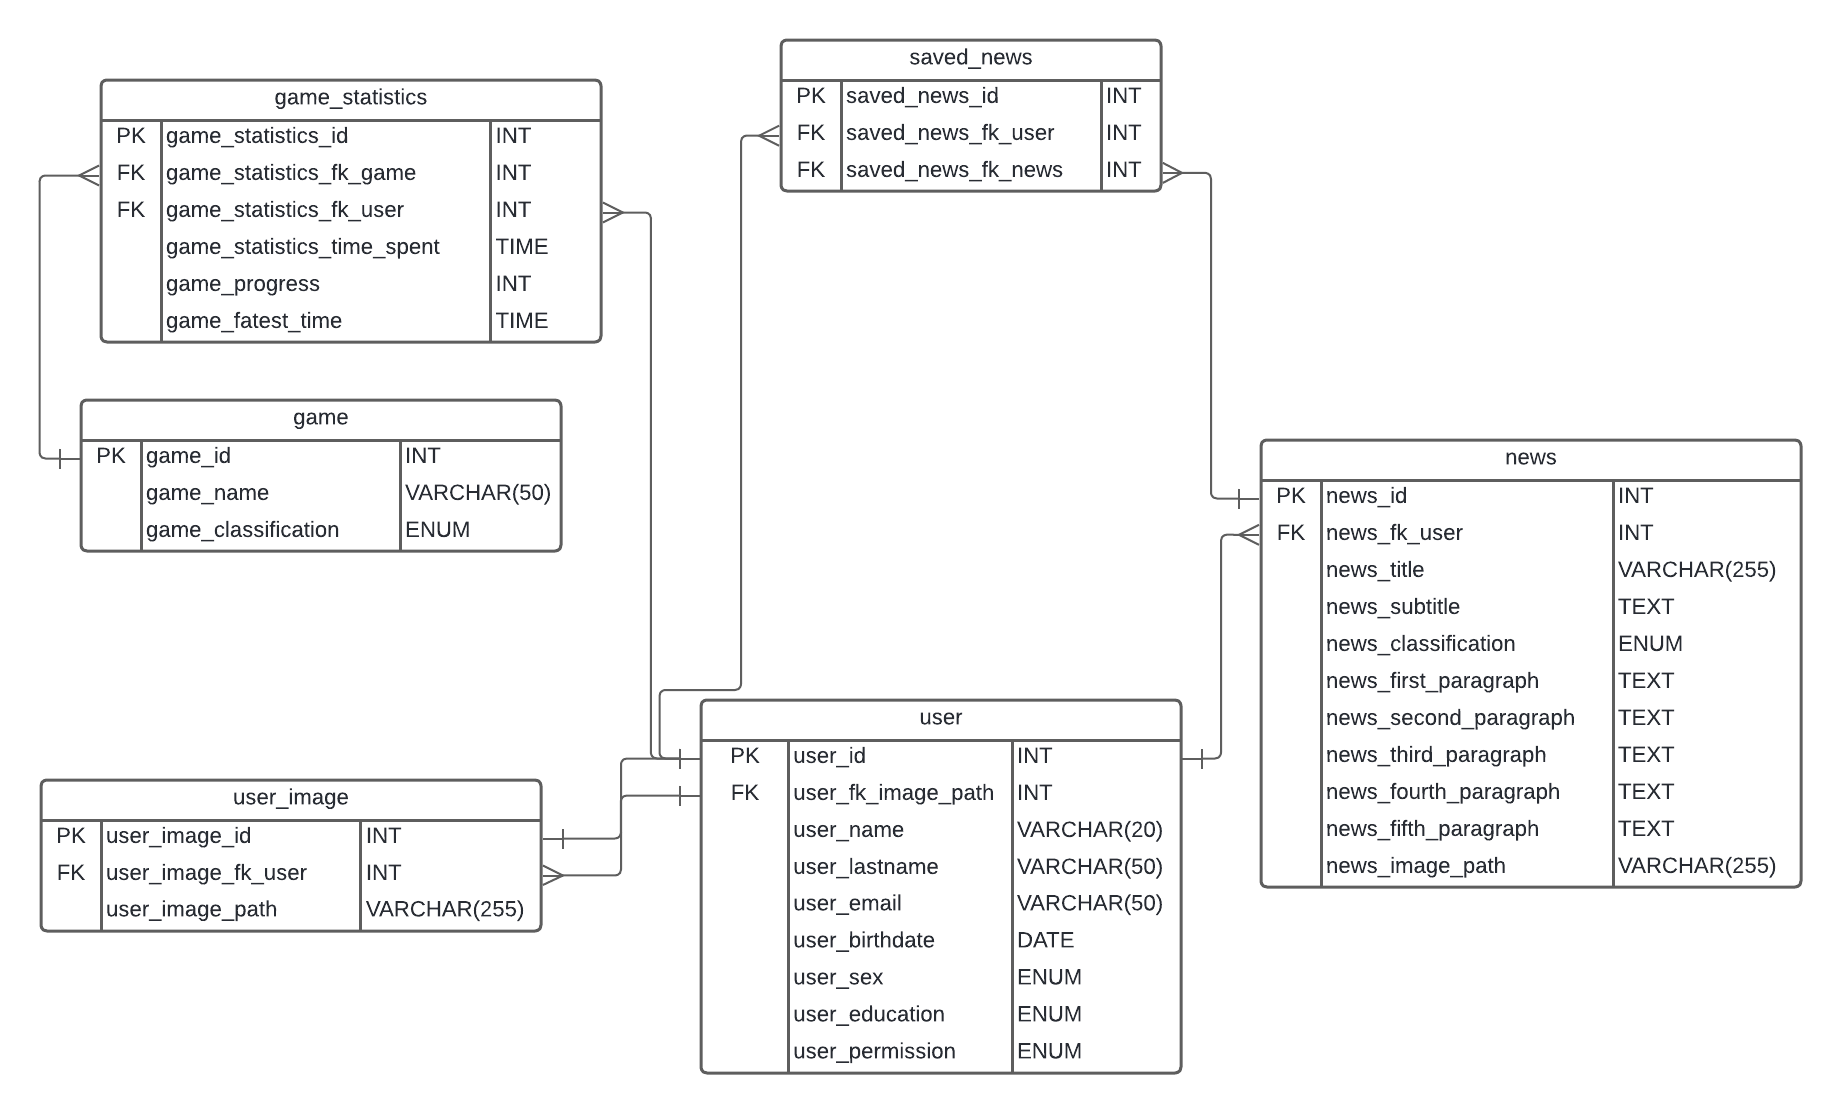 saved_news
PK saved_news_id INT
FK saved_news_fk_user INT
FK saved_news_fk_news INT
game_statistics
PK game_statistics_id INT
FK game_statistics_fk_game INT
FK game_statistics_fk_user INT
game_statistics_time_spent TIME
game_progress INT
game_fatest_time TIME
game
PK game_id INT
game_name VARCHAR(50)
game_classification ENUM
news
PK news_id INT
FK news_fk_user INT
news_title VARCHAR(255)
news_subtitle TEXT
news_classification ENUM
news_first_paragraph TEXT
news_second_paragraph TEXT
news_third_paragraph TEXT
news_fourth_paragraph TEXT
news_fifth_paragraph TEXT
news_image_path VARCHAR(255)
user
PK user_id INT
FK user_fk_image_path INT
user_name VARCHAR(20)
user_lastname VARCHAR(50)
user_email VARCHAR(50)
user_birthdate DATE
user_sex ENUM
user_education ENUM
user_permission ENUM
user_image
PK user_image_id INT
FK user_image_fk_user INT
user_image_path VARCHAR(255)